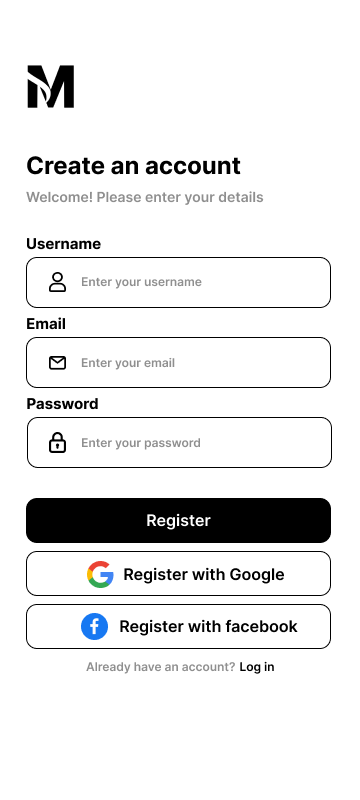 M
Create an account
Welcome! Please enter your details
Username
Enter your username
Email
Enter your email
Password
Enter your password
Register
Register with Google
Register with facebook
Already have an account? Log in